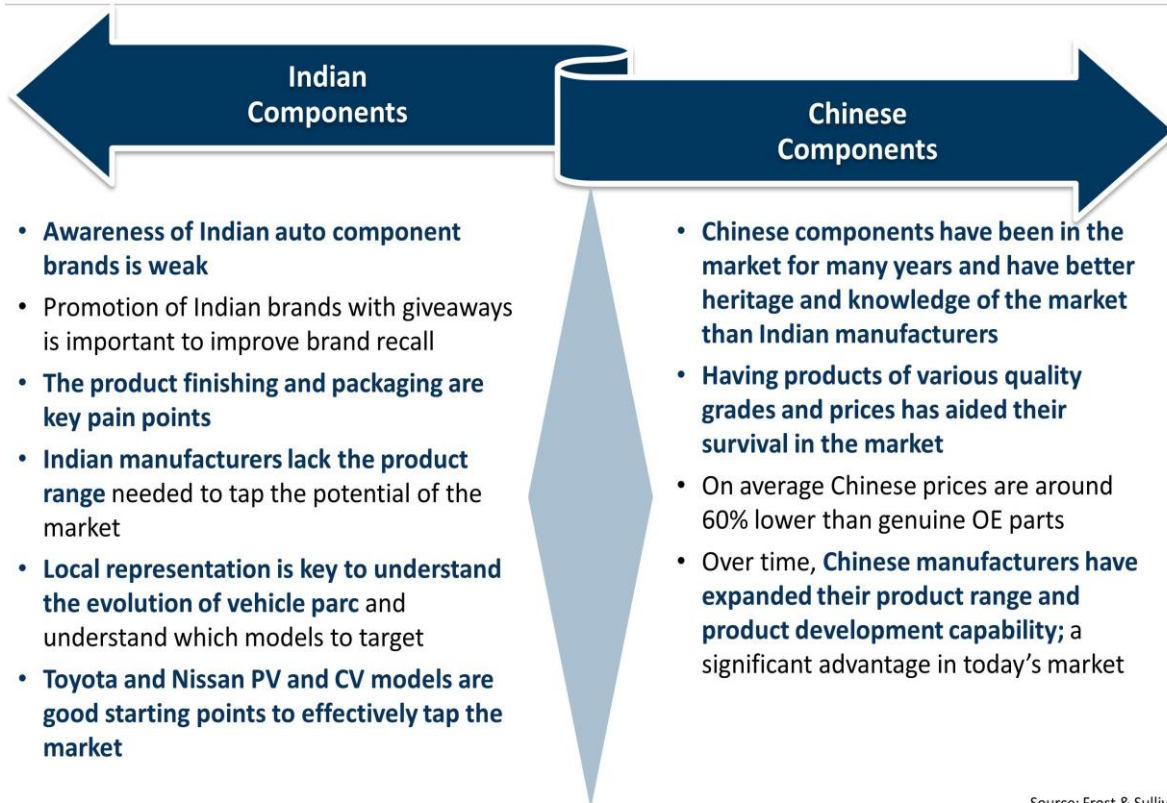 Indian
Components
Chinese
Components
• Awareness of Indian auto component
brands is weak
• Promotion of Indian brands with giveaways
is important to improve brand recall
• The product finishing and packaging are
key pain points
• Indian manufacturers lack the product
range needed to tap the potential of the
market
• Local representation is key to understand
the evolution of vehicle parc and
understand which models to target
• Toyota and Nissan PV and CV models are
good starting points to effectively tap the
market
• Chinese components have been in the
market for many years and have better
heritage and knowledge of the market
than Indian manufacturers
• Having products of various quality
grades and prices has aided their
survival in the market
• On average Chinese prices are around
60% lower than genuine OE parts
• Over time, Chinese manufacturers have
expanded their product range and
product development capability; a
significant advantage in today's market
Source: Frost &